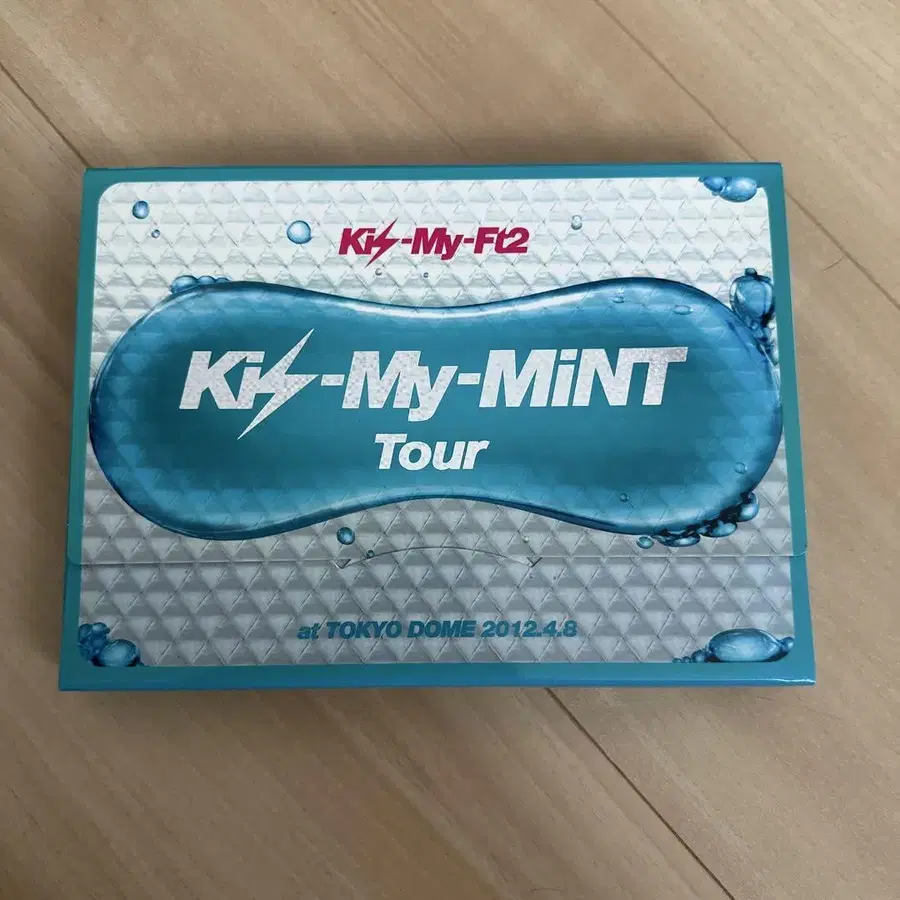 Kis-My-Ft2
Kis-My-MiNT
Tour
at TOKYO DOME 2012.4.8